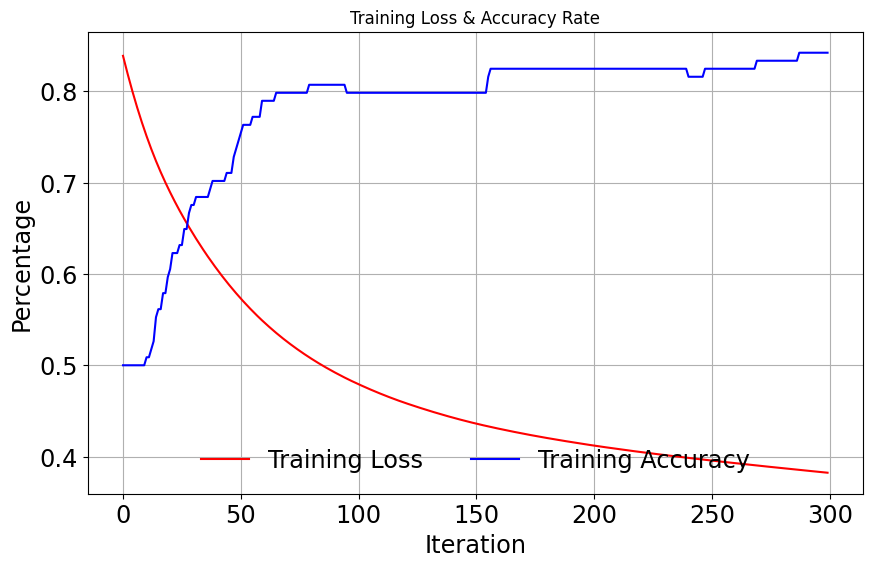 Training Loss & Accuracy Rate
Percentage
0.8
0.7
0.6
0.5
0.4
Training Loss
Training Accuracy
0 50 100 150 200 250 300
Iteration